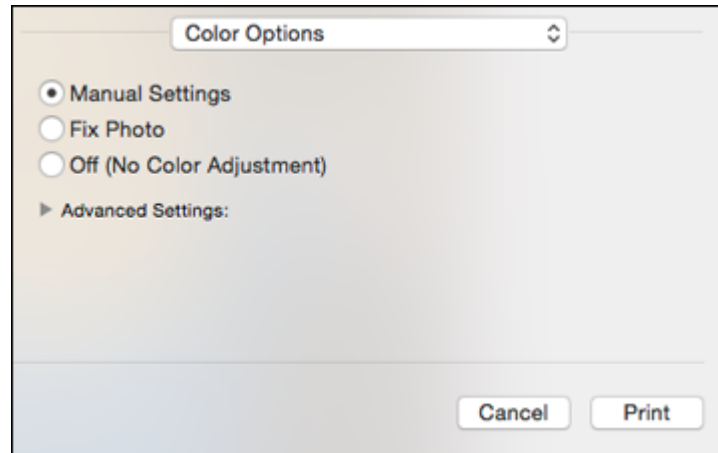 Color Options
Manual Settings
Fix Photo
Off (No Color Adjustment)
Advanced Settings:
Cancel Print